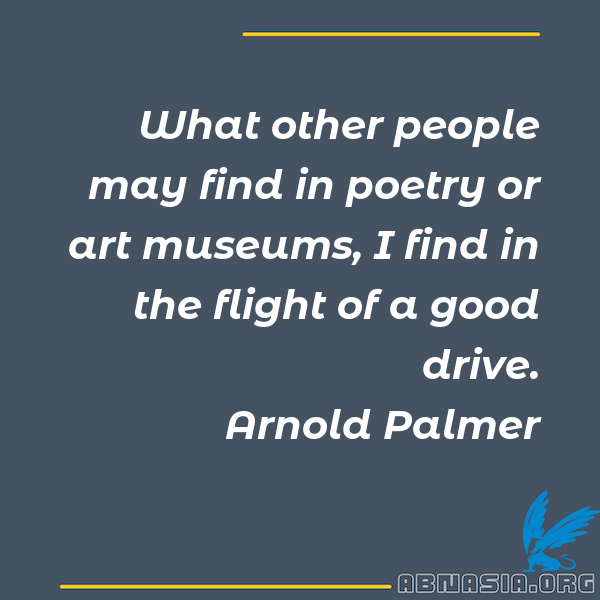 What other people
may find in poetry or
art museums, I find in
the flight of a good
drive.
Arnold Palmer
ABNASIA.ORG